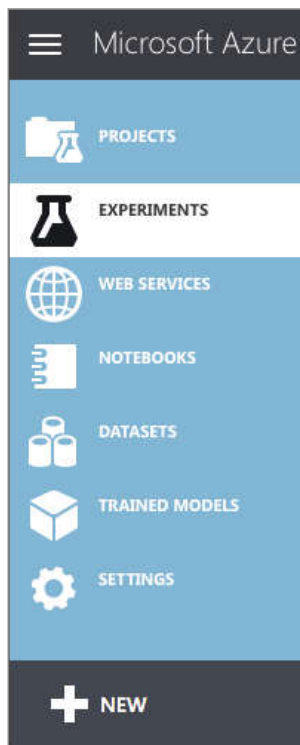 Microsoft Azure
PROJECTS
EXPERIMENTS
WEB SERVICES
NOTEBOOKS
DATASETS
TRAINED MODELS
SETTINGS
NEW